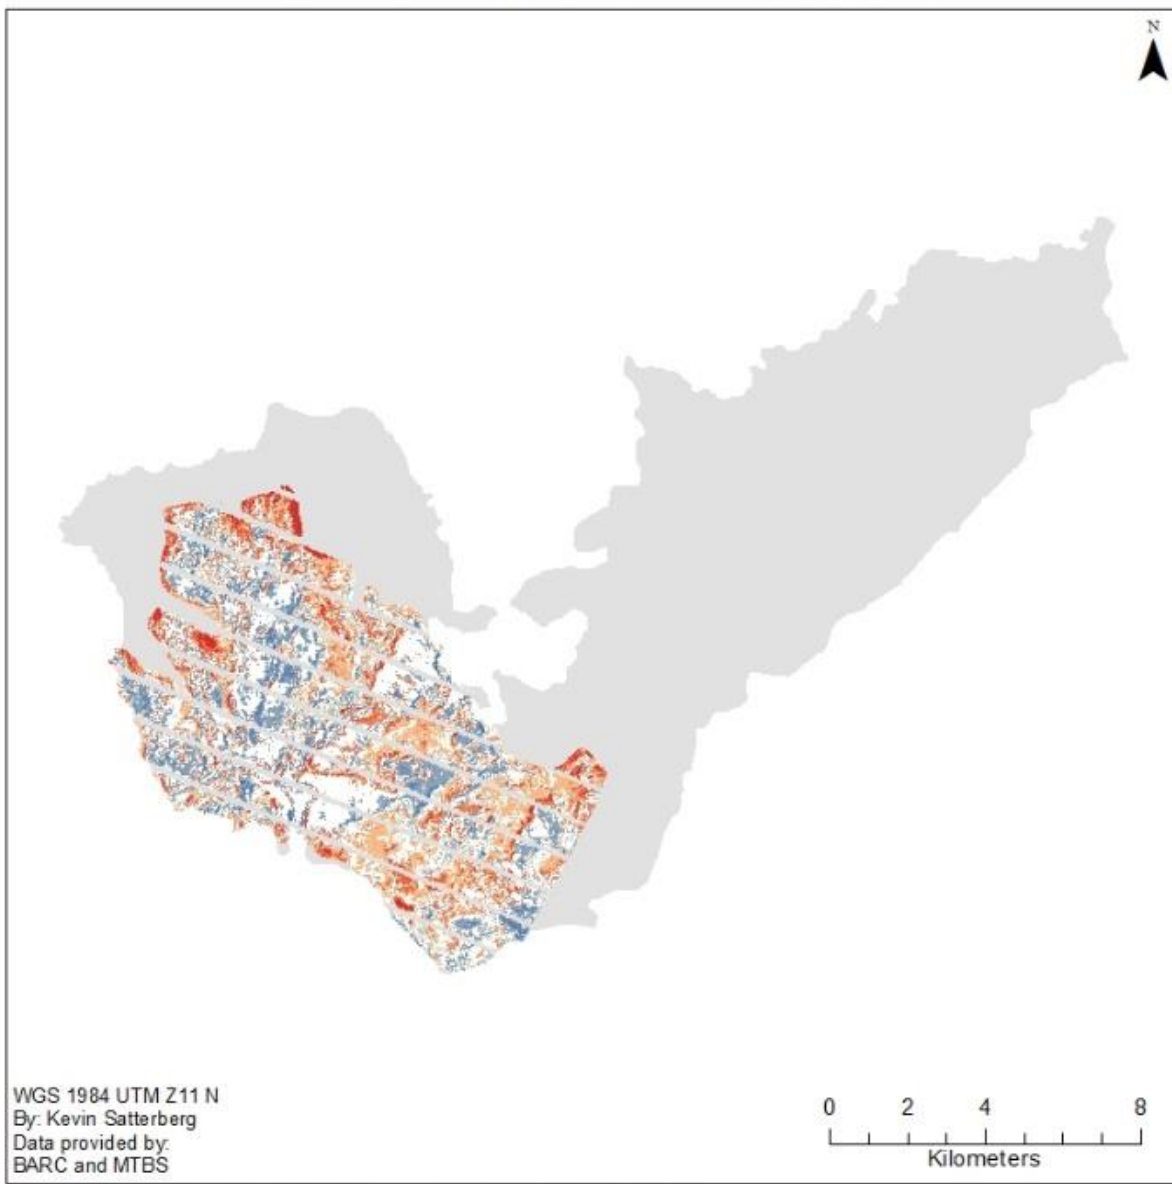 N
WGS 1984 UTM Z11 N
By: Kevin Satterberg
Data provided by:
BARC and MTBS
0 2 4 8
Kilometers